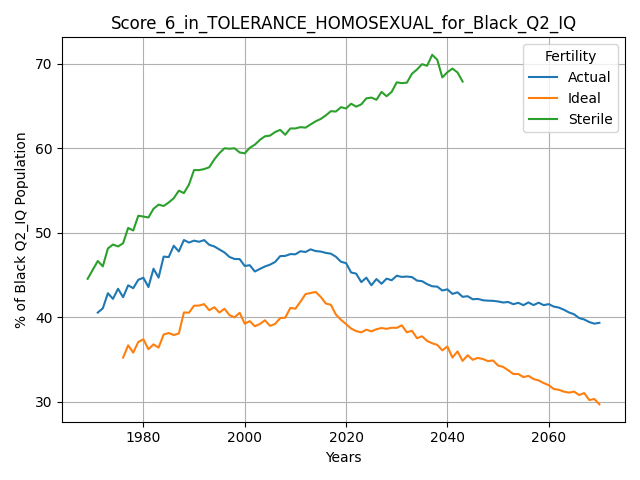 Score_6_in_TOLERANCE_HOMOSEXUAL_for_Black_Q2_IQ
Fertility
Actual
Ideal
Sterile
% of Black Q2_IQ Population
70
60
50
40
30
1980
2000
2020
2040
2060
Years